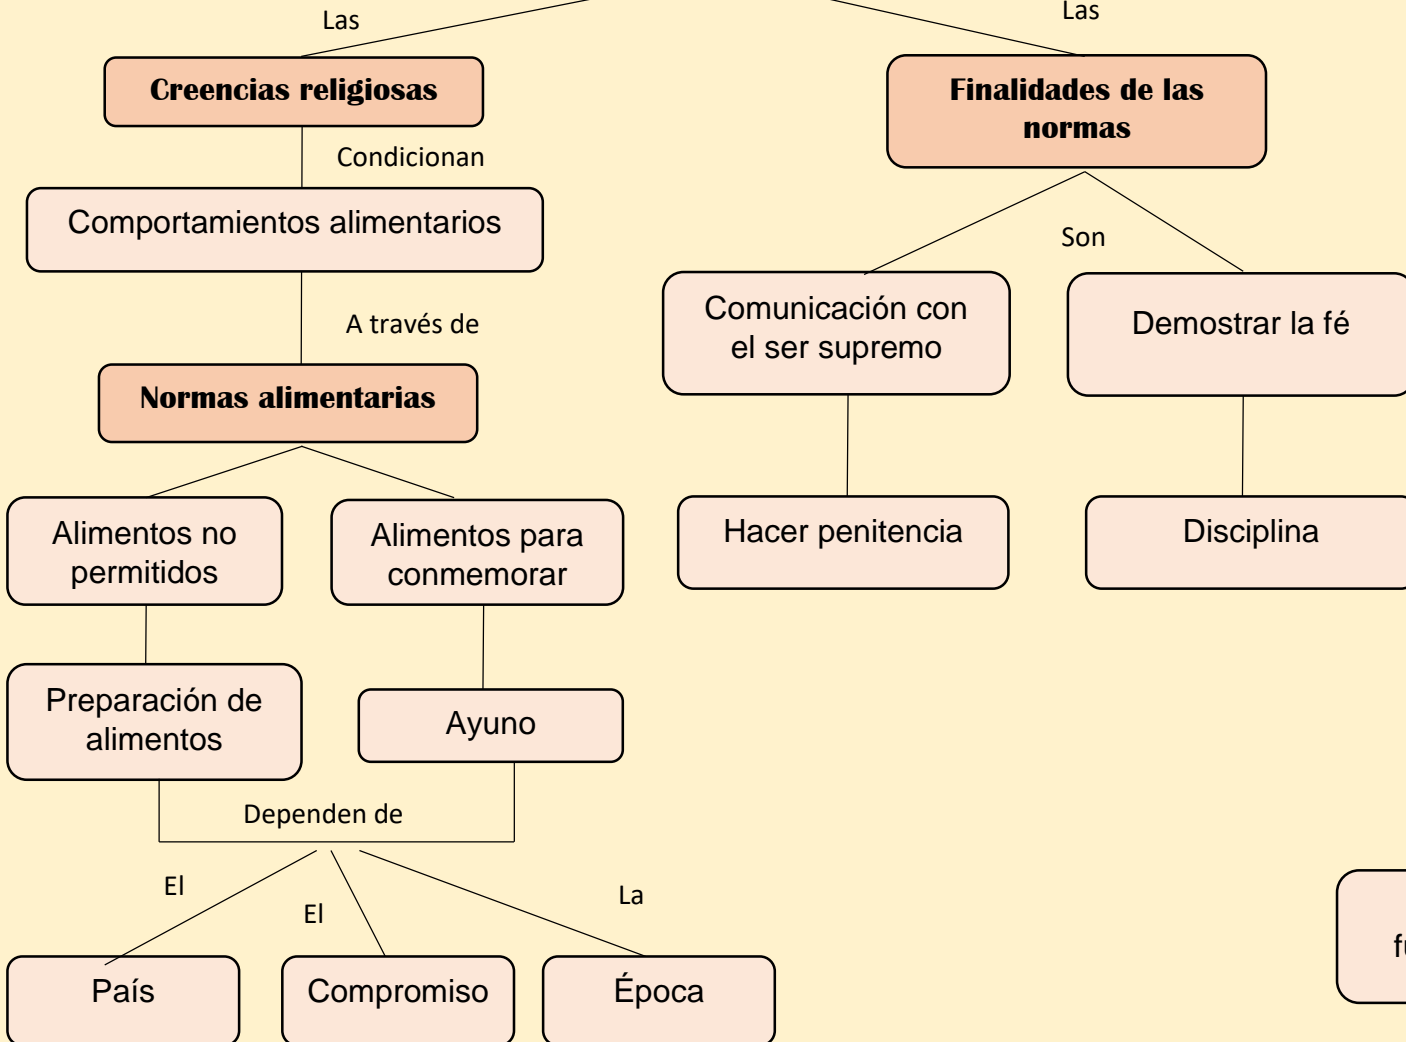 Las
Las
Creencias religiosas
Finalidades de las
normas
Condicionan
Comportamientos alimentarios
Son
Comunicación con
el ser supremo
Demostrar la fé
A través de
Normas alimentarias
Alimentos no
permitidos
Alimentos para
conmemorar
Hacer penitencia
Disciplina
Preparación de
alimentos
Ayuno
Dependen de
El
El
La
País
Compromiso
Época